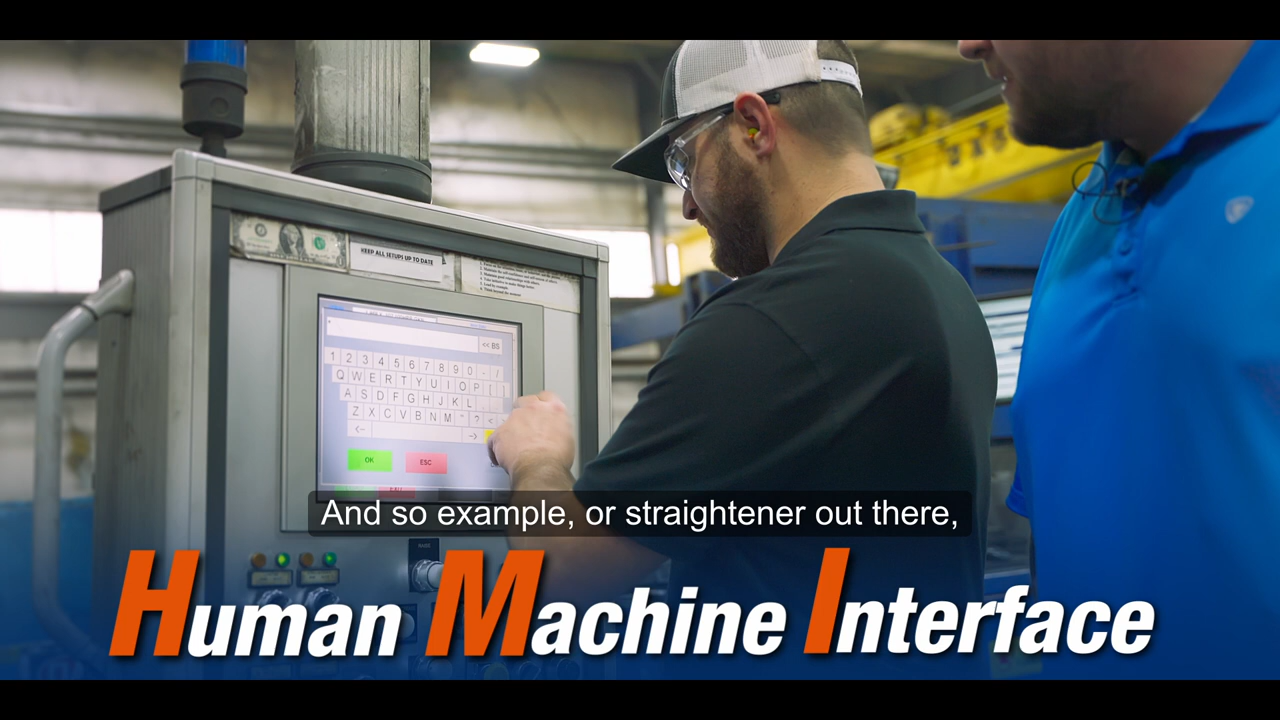 KEEP ALL SETUPS UP TO DATE
<< BS
1 2 3 4 5 6 7 8 9 0 - /
Q W E R T Y U I O P
A S D F G H J K L
Z X C V B N M ? <
<- ->
OK ESC
And so example, or straightener out there,
Human Machine Interface